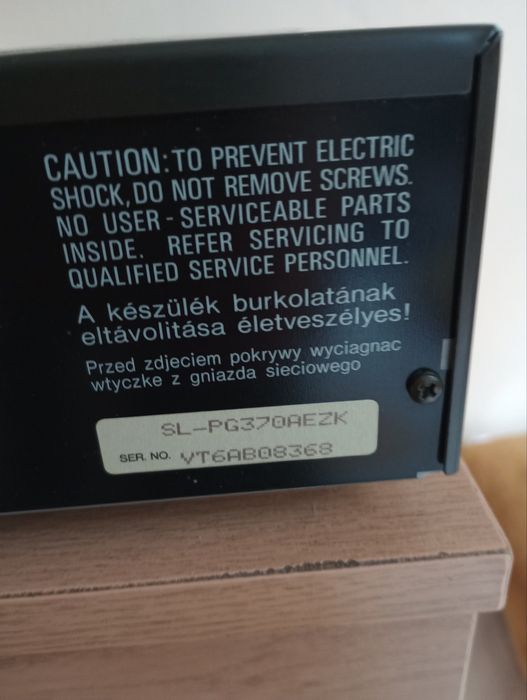 CAUTION: TO PREVENT ELECTRIC
SHOCK, DO NOT REMOVE SCREWS.
NO USER - SERVICEABLE PARTS
INSIDE. REFER SERVICING TO
QUALIFIED SERVICE PERSONNEL.
A készülék burkolatának
eltávolitása életveszélyes!
Przed zdjeciem pokrywy wyciagnac
wtyczke z gniazda sieciowego
SL-PG370AEZK
SER. NO. VT6AB08368